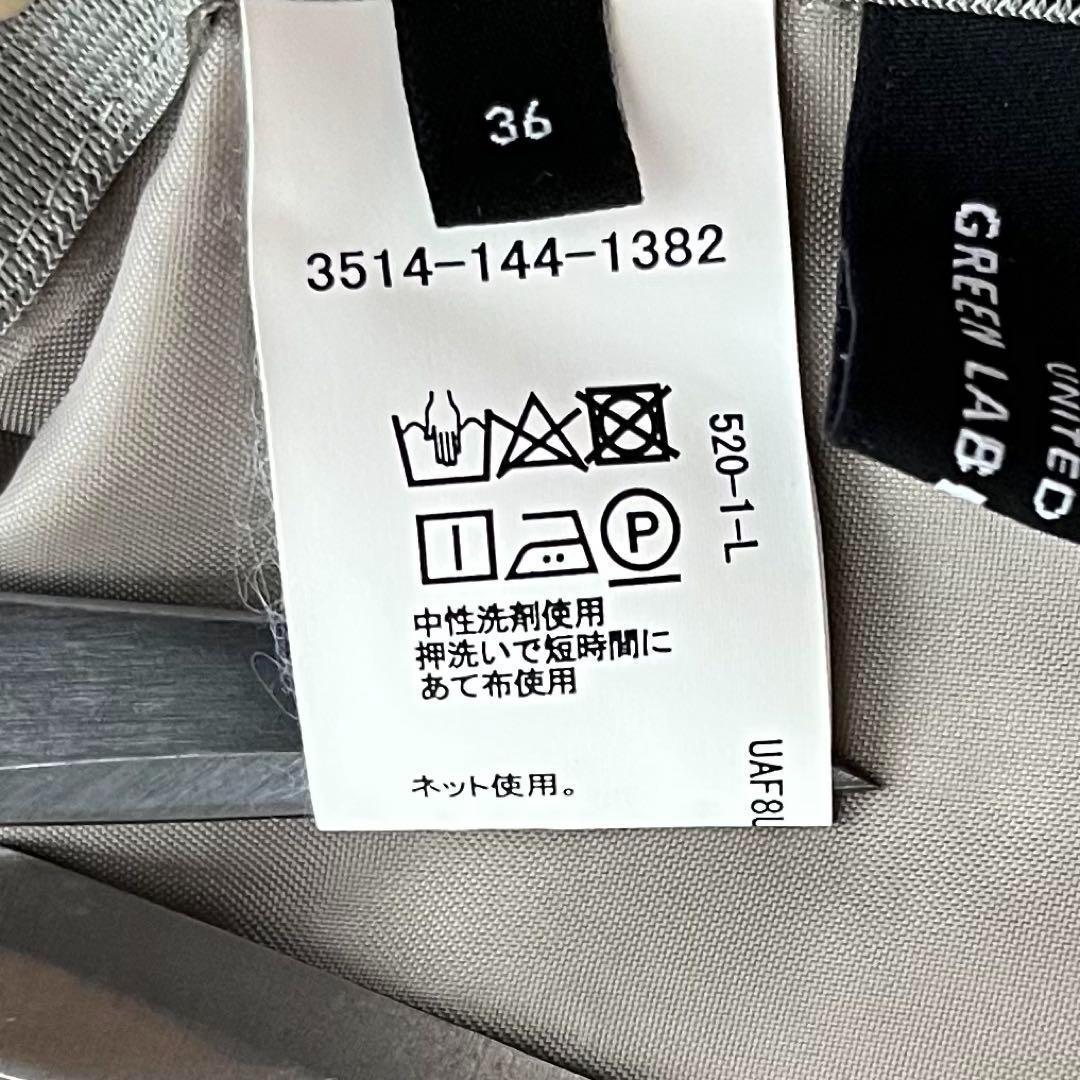 36
3514-144-1382
520-1-L
P
中性洗剤使用
押洗いで短時間に
あて布使用
ネット使用。
UAF8
GREEN LAB
UNITED